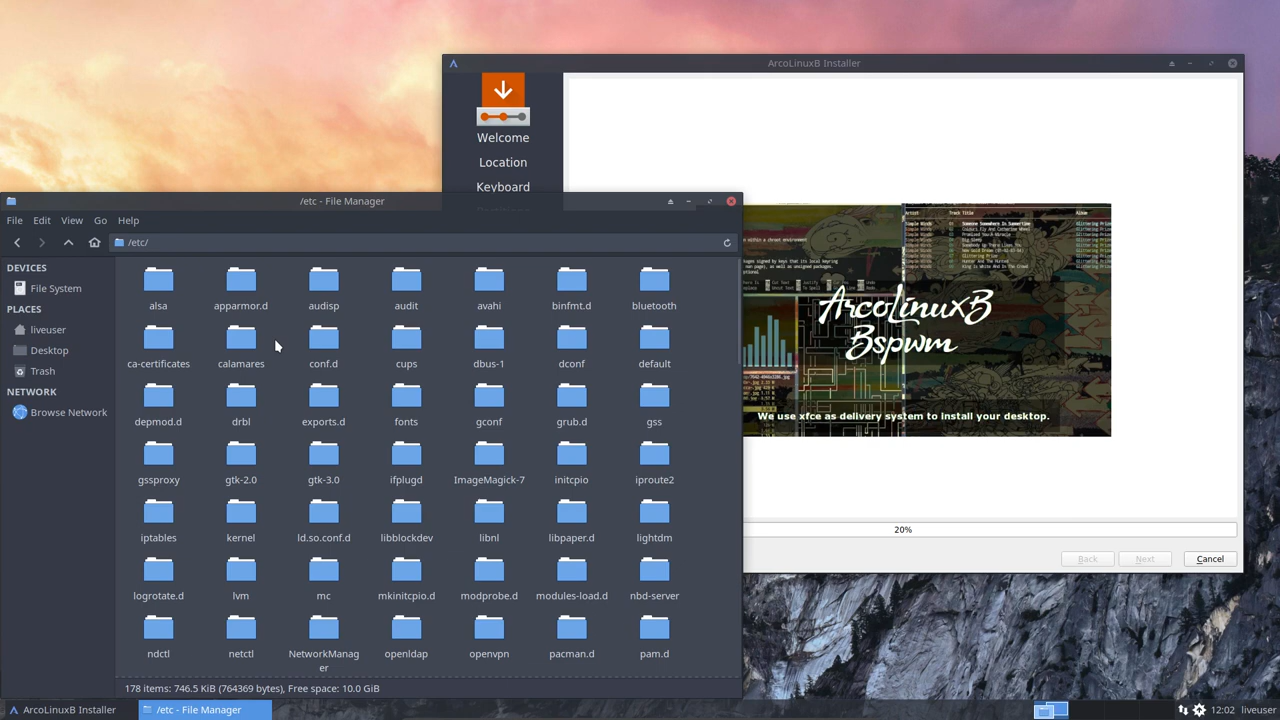 ArcoLinuxB Installer
Welcome
Location
Keyboard
/etc - File Manager
File Edit View Go Help
/etc/
DEVICES
File System
PLACES
liveuser
Desktop
Trash
NETWORK
Browse Network
alsa apparmor.d audisp audit avahi binfmt.d bluetooth
ca-certificates calamares conf.d cups dbus-1 dconf default
depmod.d drbl exports.d fonts gconf grub.d gss
gssproxy gtk-2.0 gtk-3.0 ifplugd ImageMagick-7 initcpio iproute2
iptables kernel ld.so.conf.d libblockdev libnl libpaper.d lightdm
logrotate.d lvm mc mkinitcpio.d modprobe.d modules-load.d nbd-server
ndctl netctl NetworkManag openldap openvpn pacman.d pam.d
er
178 items: 746.5 KiB (764369 bytes), Free space: 10.0 GiB
Artist Track Title Album
ArcoLinuxB
Bspwm
We use xfce as delivery system to install your desktop.
20%
Back Next Cancel
ArcoLinuxB Installer /etc - File Manager 12:02 liveuser